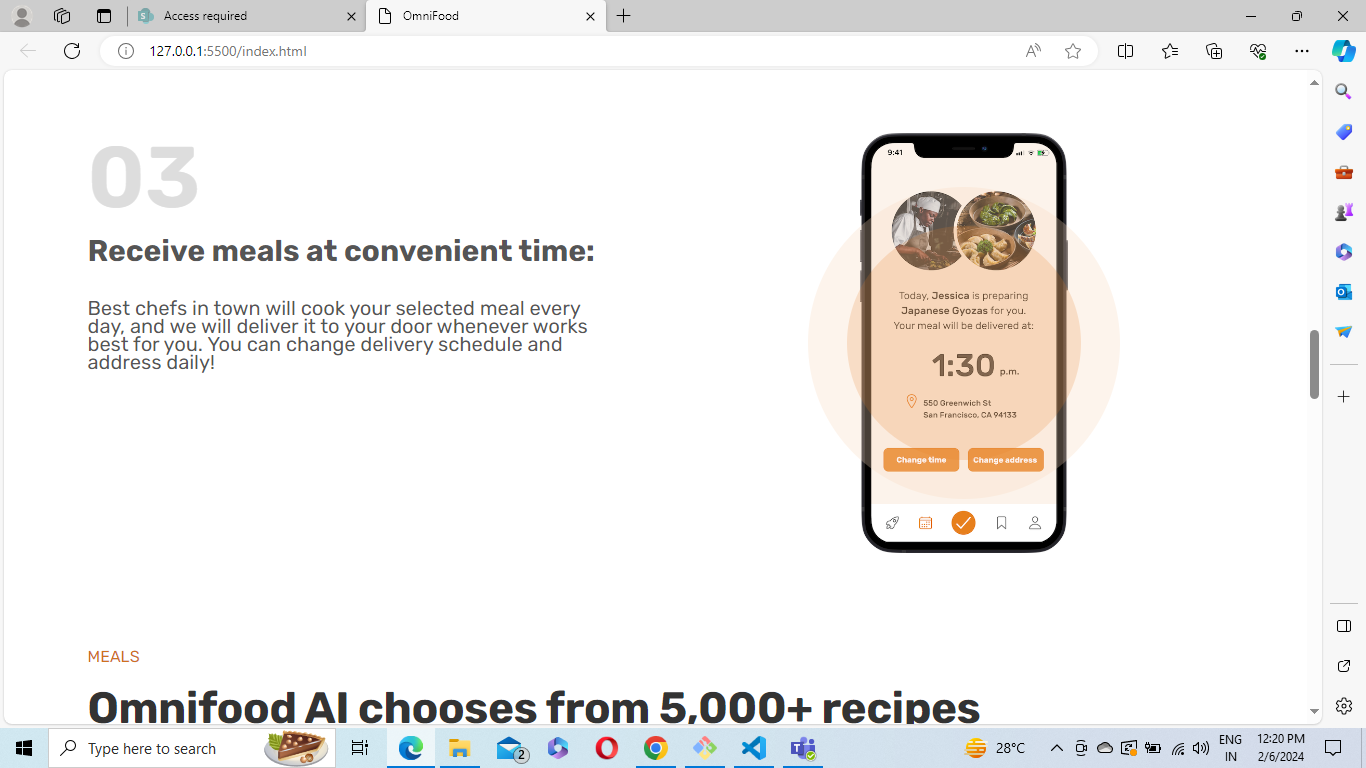 Access required
OmniFood
127.0.0.1:5500/index.html
03
Receive meals at convenient time:
Best chefs in town will cook your selected meal every
day, and we will deliver it to your door whenever works
best for you. You can change delivery schedule and
address daily!
9:41
Today, Jessica is preparing
Japanese Gyozas for you.
Your meal will be delivered at:
1:30 p.m.
550 Greenwich St
San Francisco, CA 94133
Change time
Change address
MEALS
Omnifood AI chooses from 5,000+ recipes
Type here to search
2
28°C
ENG
IN
12:20 PM
2/6/2024